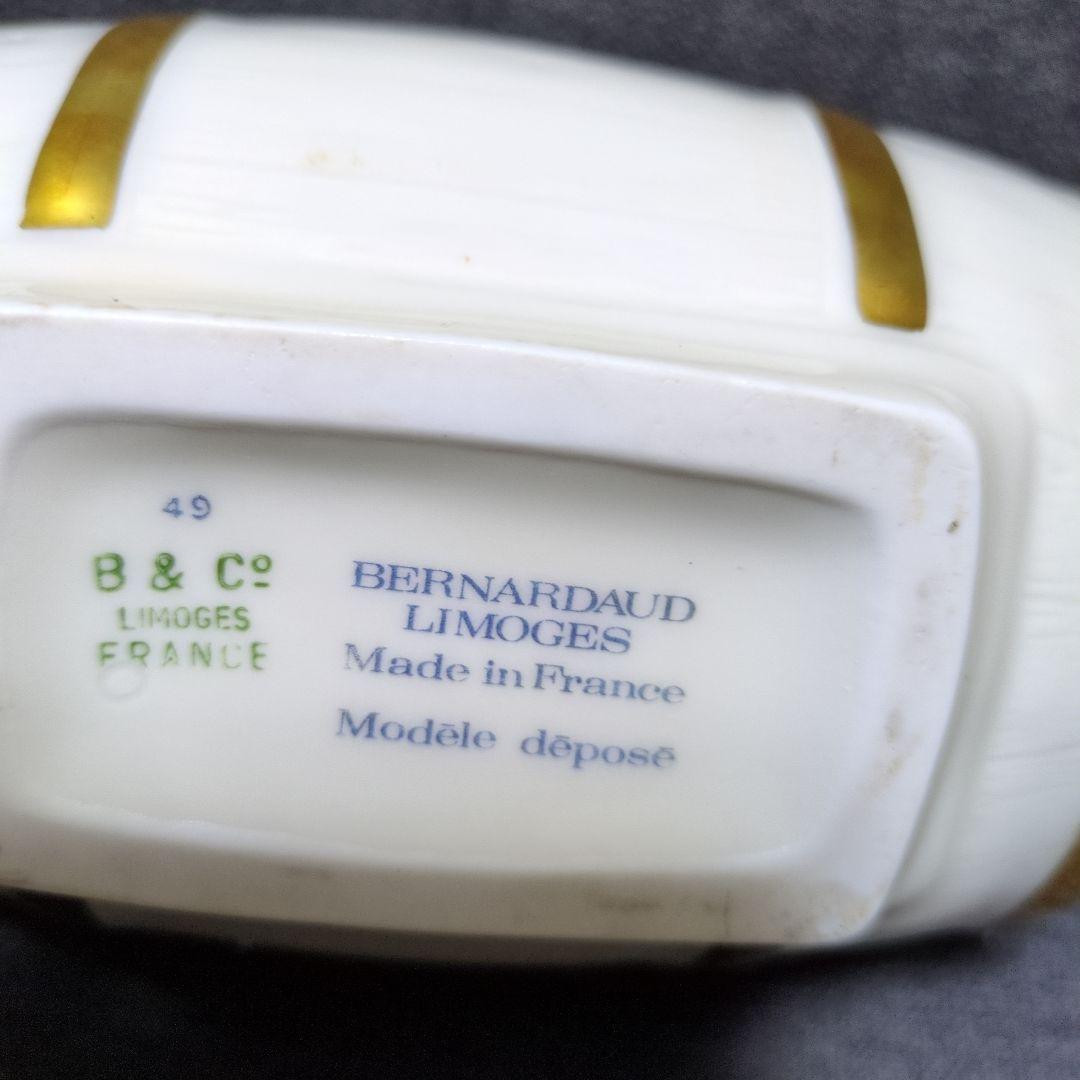 49
B & Cº
LIMOGES
FRANCE
BERNARDAUD
LIMOGES
Made in France
Modēle dēposē